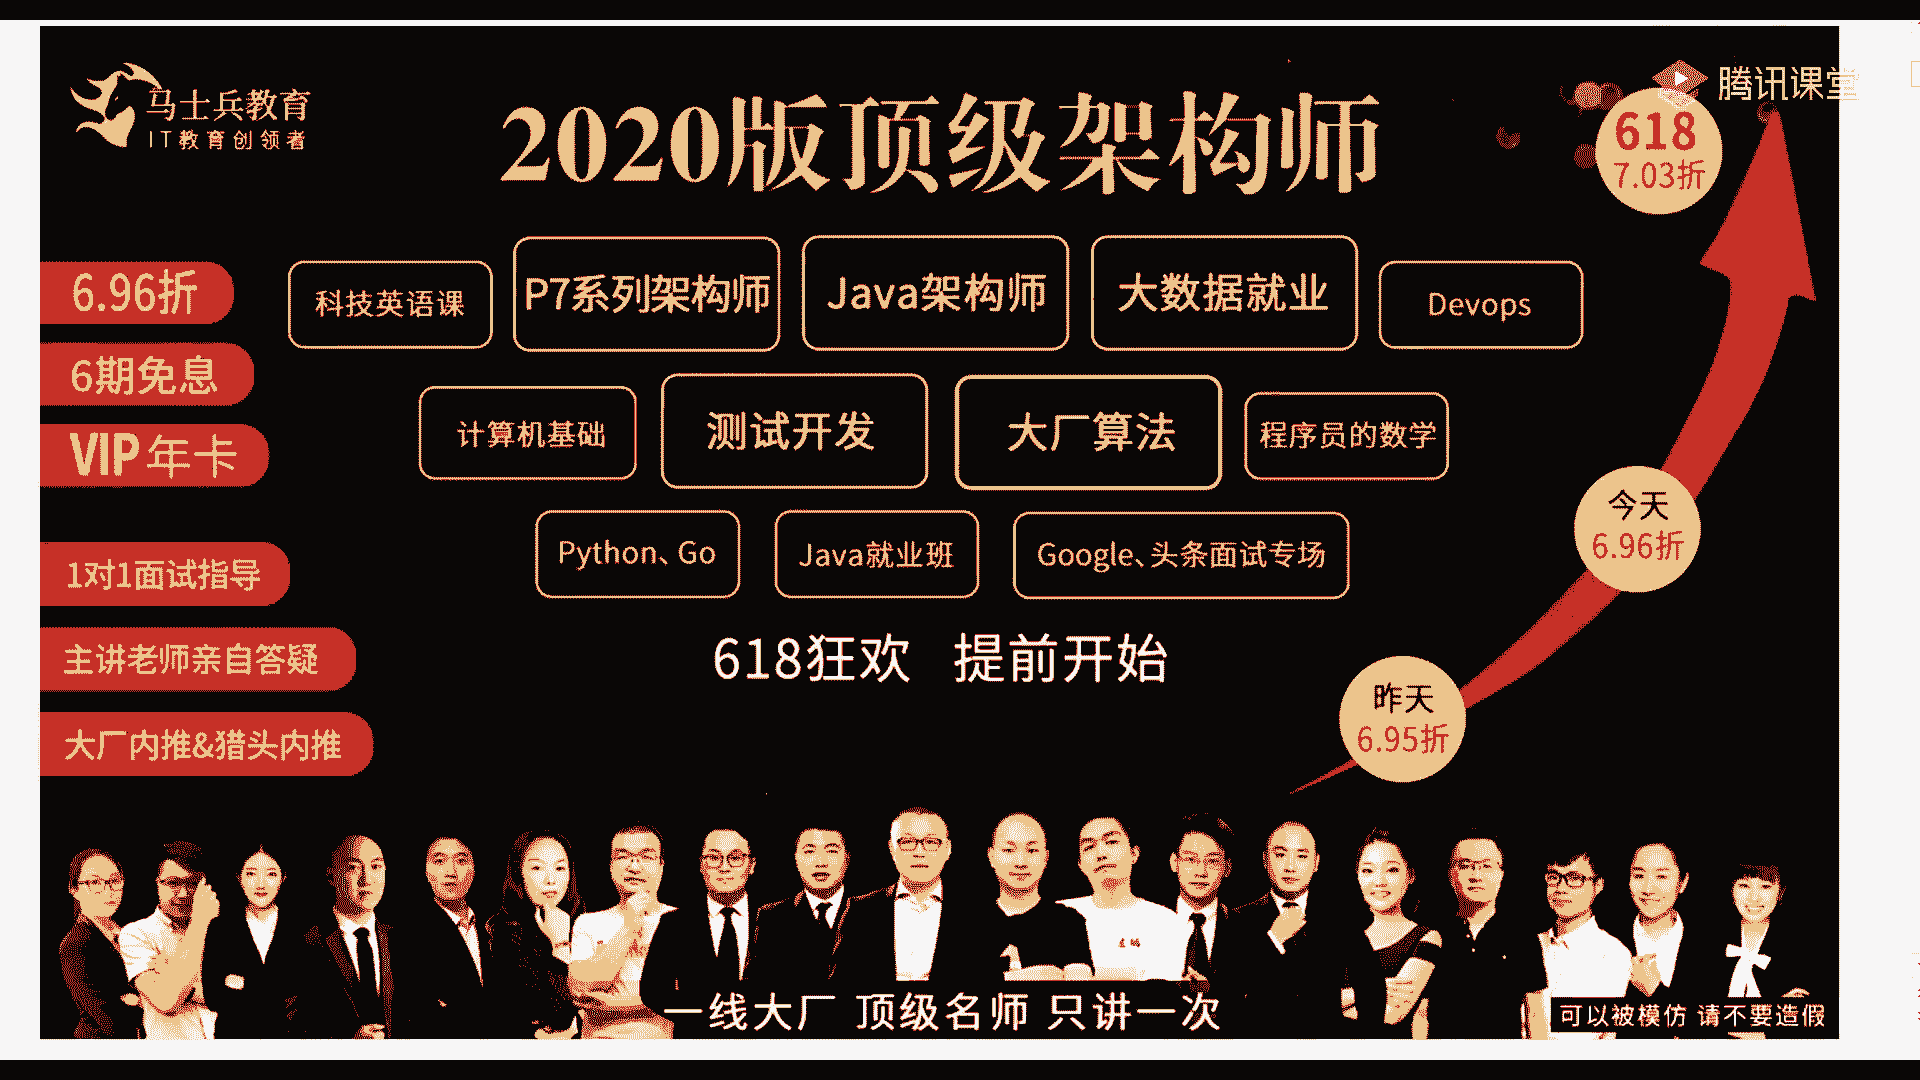 马士兵教育
IT教育创领者
2020版顶级架构师
腾讯课堂
618
7.03折
6.96折
6期免息
VIP年卡
1对1面试指导
主讲老师亲自答疑
大厂内推&猎头内推
科技英语课
P7系列架构师
Java架构师
大数据就业
Devops
计算机基础
测试开发
大厂算法
程序员的数学
Python、Go
Java就业班
Google、头条面试专场
618狂欢 提前开始
今天
6.96折
昨天
6.95折
一线大厂 顶级名师 只讲一次
可以被模仿 请不要造假